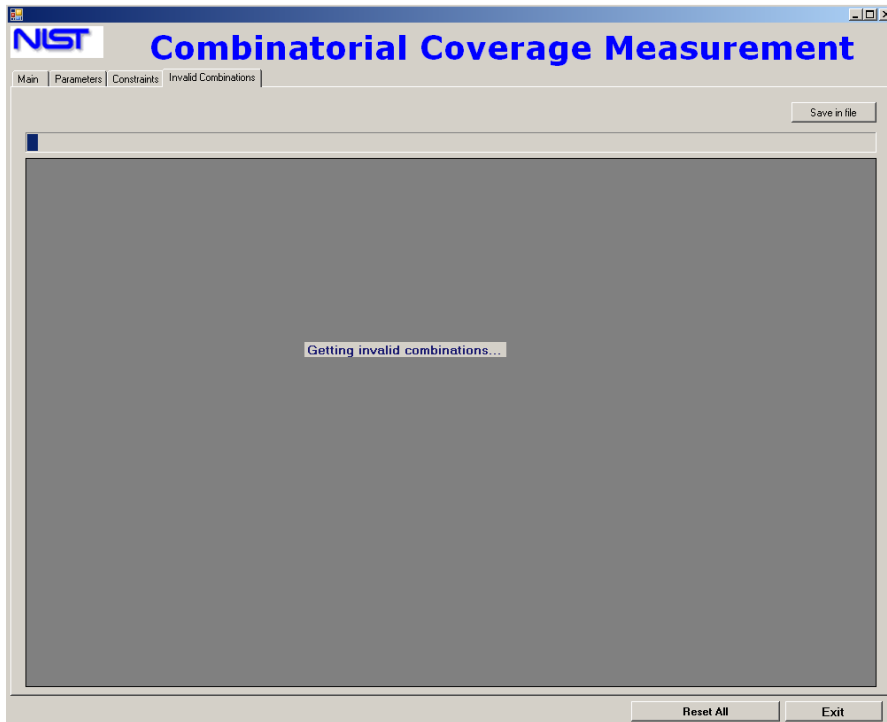 NIST
Combinatorial Coverage Measurement
Main Parameters Constraints Invalid Combinations
Save in file
Getting invalid combinations...
Reset All Exit